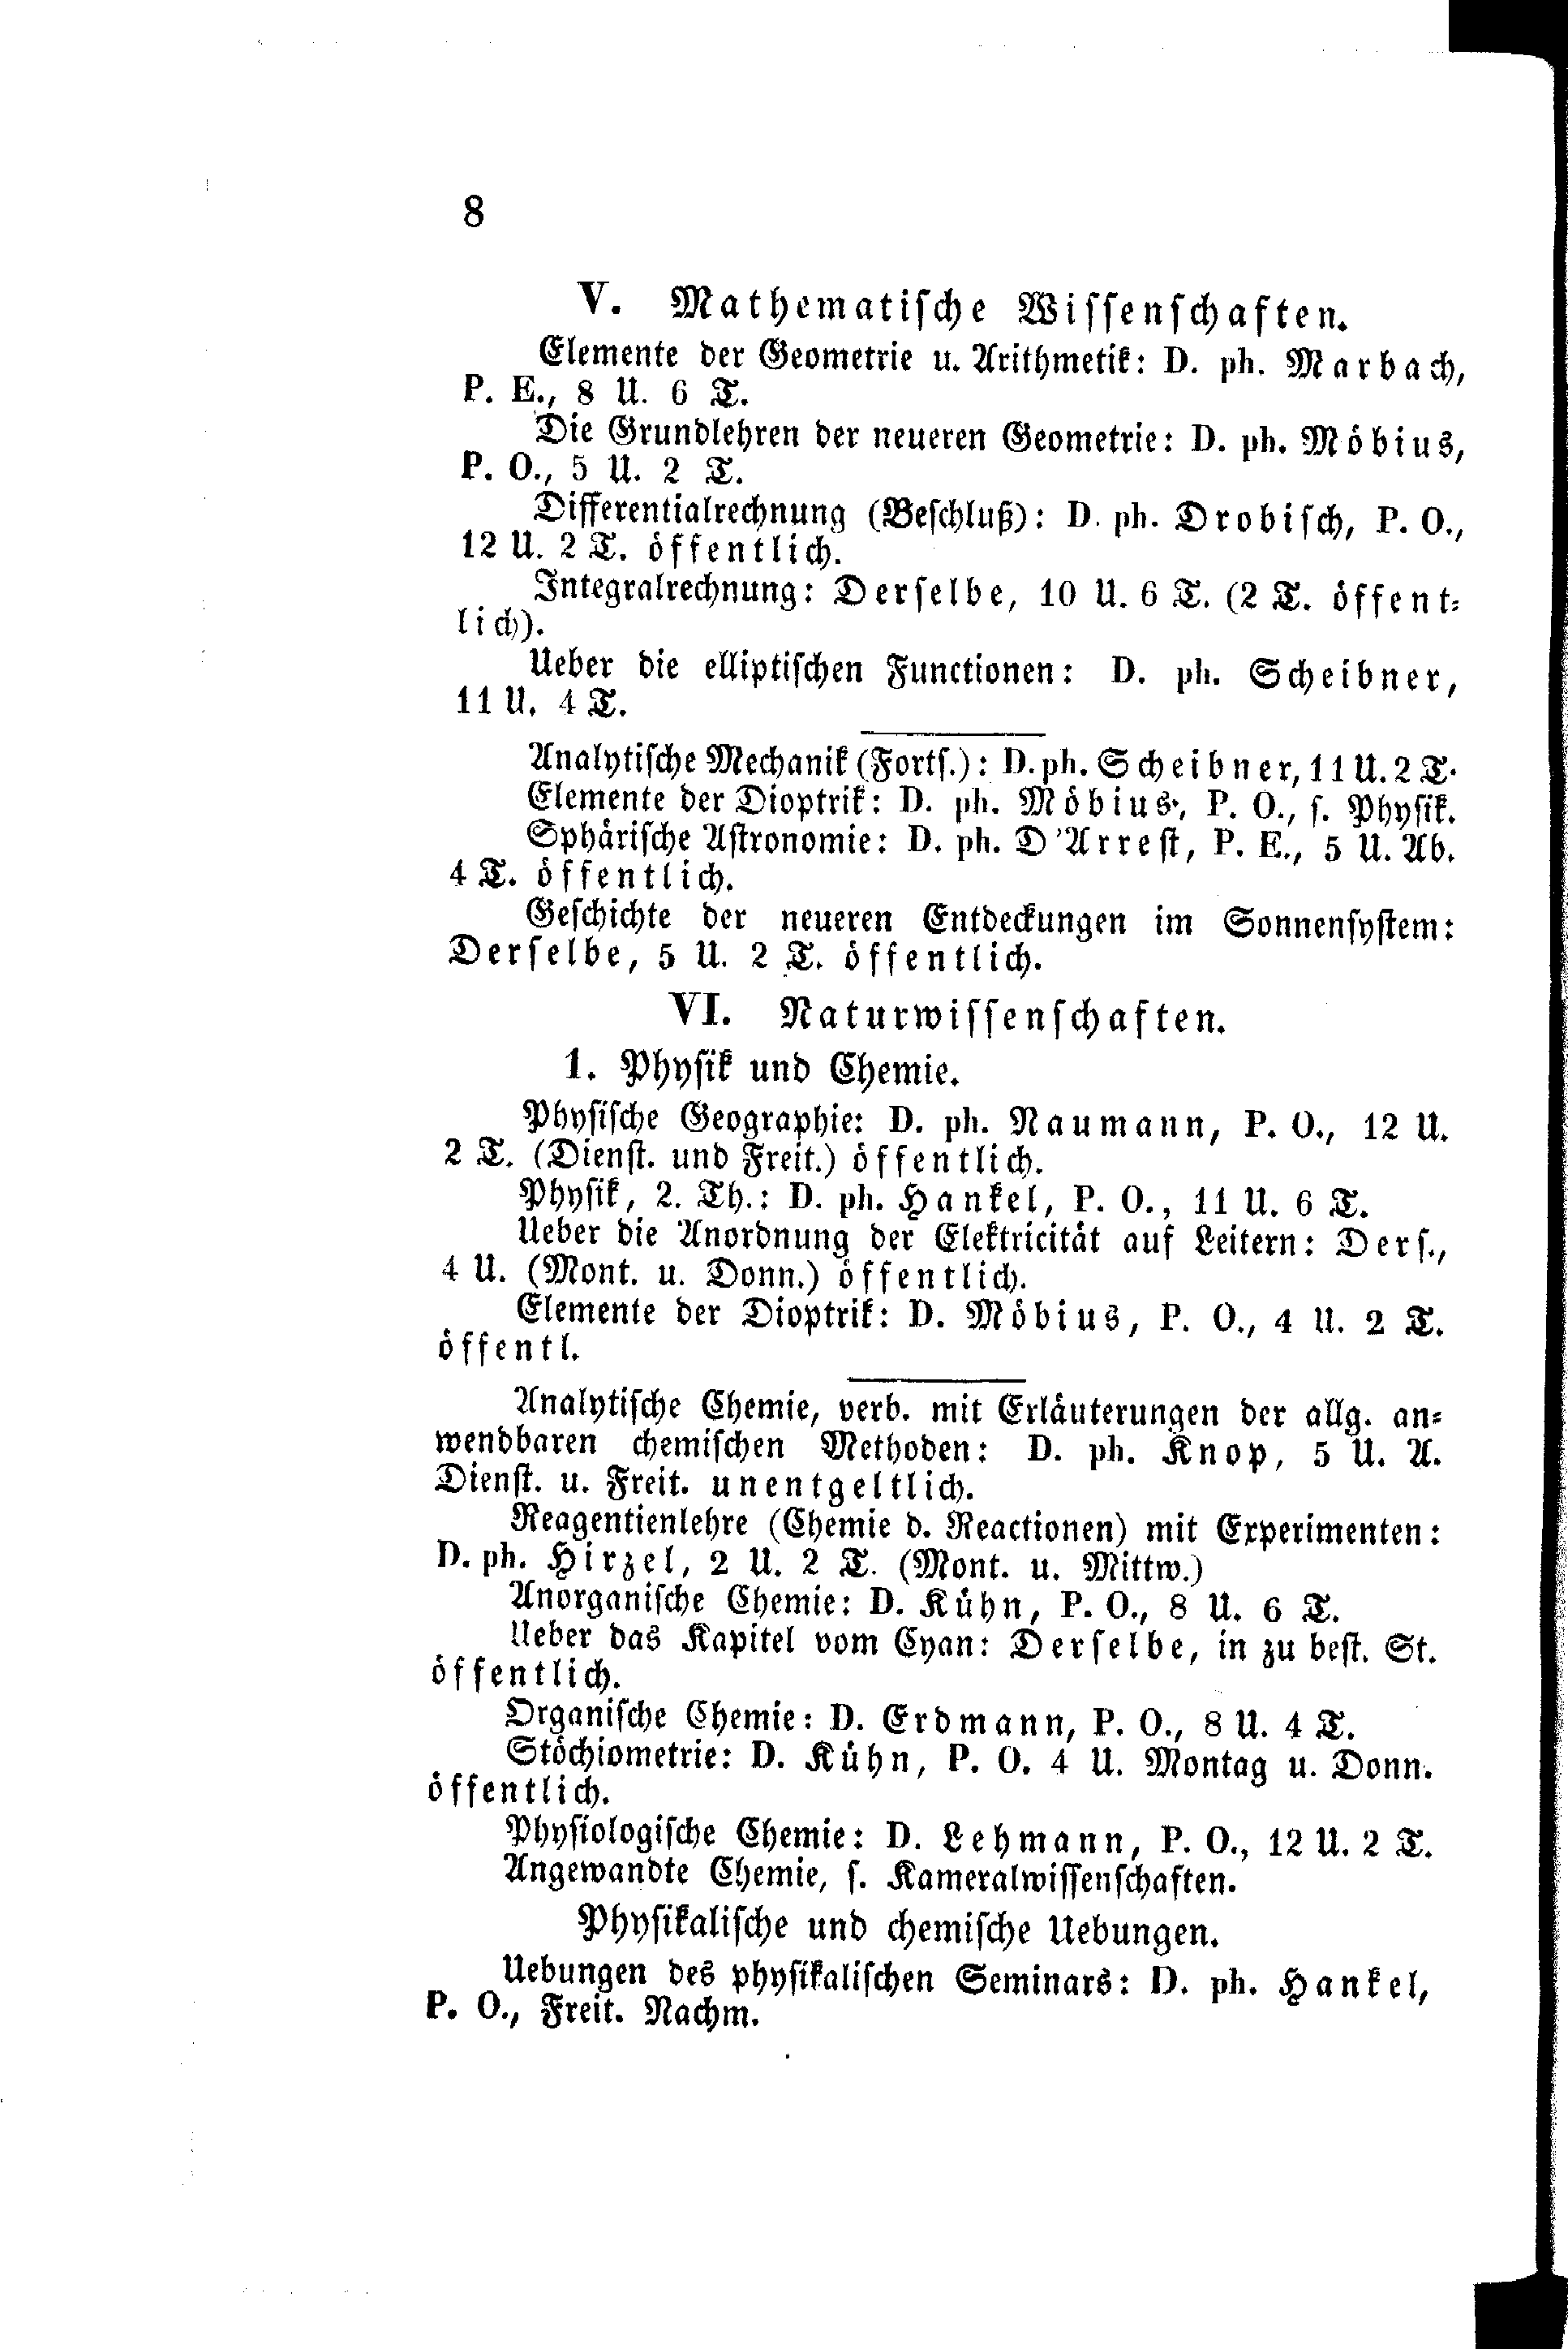 8
V. Mathematische Wissenschaften.
Elemente der Geometrie u. Arithmetik: D. ph. Marbach,
P. E., 8 U. 6 T.
Die Grundlehren der neueren Geometrie: D. ph. Möbius,
P. O., 5 U. 2 T.
Differentialrechnung (Beschluß): D. ph. Drobisch, P. O.,
12 U. 2 T. öffentlich.
Integralrechnung: Derselbe, 10 U. 6 T. (2 T. öffent-
lich).
Ueber die elliptischen Functionen: D. ph. Scheibner,
11 U. 4 T.
Analytische Mechanik (Forts.): D. ph. Scheibner, 11 U. 2 T.
Elemente der Dioptrik: D. ph. Möbius, P. O., s. Physik.
Sphärische Astronomie: D. ph. D'Arrest, P. E., 5 U. Ab.
4 T. öffentlich.
Geschichte der neueren Entdeckungen im Sonnensystem:
Derselbe, 5 U. 2 T. öffentlich.
VI. Naturwissenschaften.
1. Physik und Chemie.
Physische Geographie: D. ph. Naumann, P. O., 12 U.
2 T. (Dienst. und Freit.) öffentlich.
Physik, 2. Th.: D. ph. Hankel, P. O., 11 U. 6 T.
Ueber die Anordnung der Elektricität auf Leitern: Ders.,
4 U. (Mont. u. Donn.) öffentlich.
Elemente der Dioptrik: D. Möbius, P. O., 4 U. 2 T.
öffentl.
Analytische Chemie, verb. mit Erläuterungen der allg. an-
wendbaren chemischen Methoden: D. ph. Knop, 5 U. A.
Dienst. u. Freit. unentgeltlich.
Reagentienlehre (Chemie d. Reactionen) mit Experimenten:
D. ph. Hirzel, 2 U. 2 T. (Mont. u. Mittw.)
Anorganische Chemie: D. Kühn, P. O., 8 U. 6 T.
Ueber das Kapitel vom Cyan: Derselbe, in zu best. St.
öffentlich.
Organische Chemie: D. Erdmann, P. O., 8 U. 4 T.
Stöchiometrie: D. Kühn, P. O. 4 U. Montag u. Donn.
öffentlich.
Physiologische Chemie: D. Lehmann, P. O., 12 U. 2 T.
Angewandte Chemie, s. Kameralwissenschaften.
Physikalische und chemische Uebungen.
Uebungen des physikalischen Seminars: D. ph. Hankel,
P. O., Freit. Nachm.